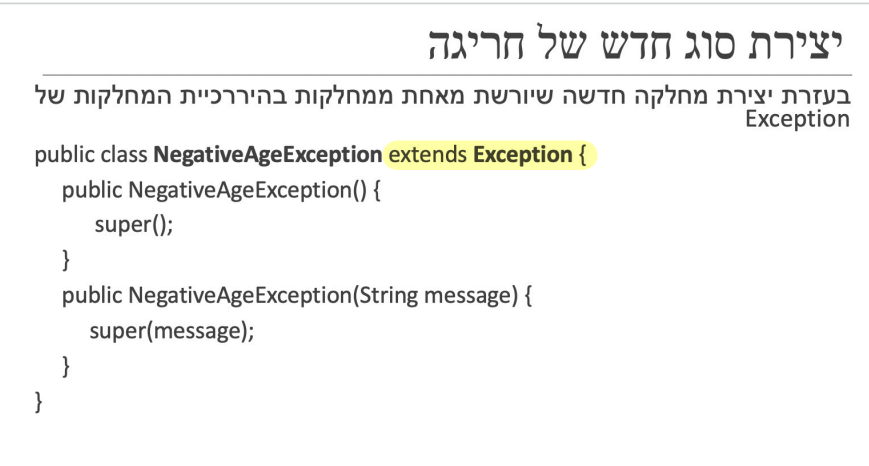 יצירת סוג חדש של חריגה
בעזרת יצירת מחלקה חדשה שיורשת מאחת ממחלקות בהיררכיית המחלקות של
Exception
public class NegativeAgeException extends Exception {
public NegativeAgeException() {
super();
}
public NegativeAgeException(String message) {
super(message);
}
}